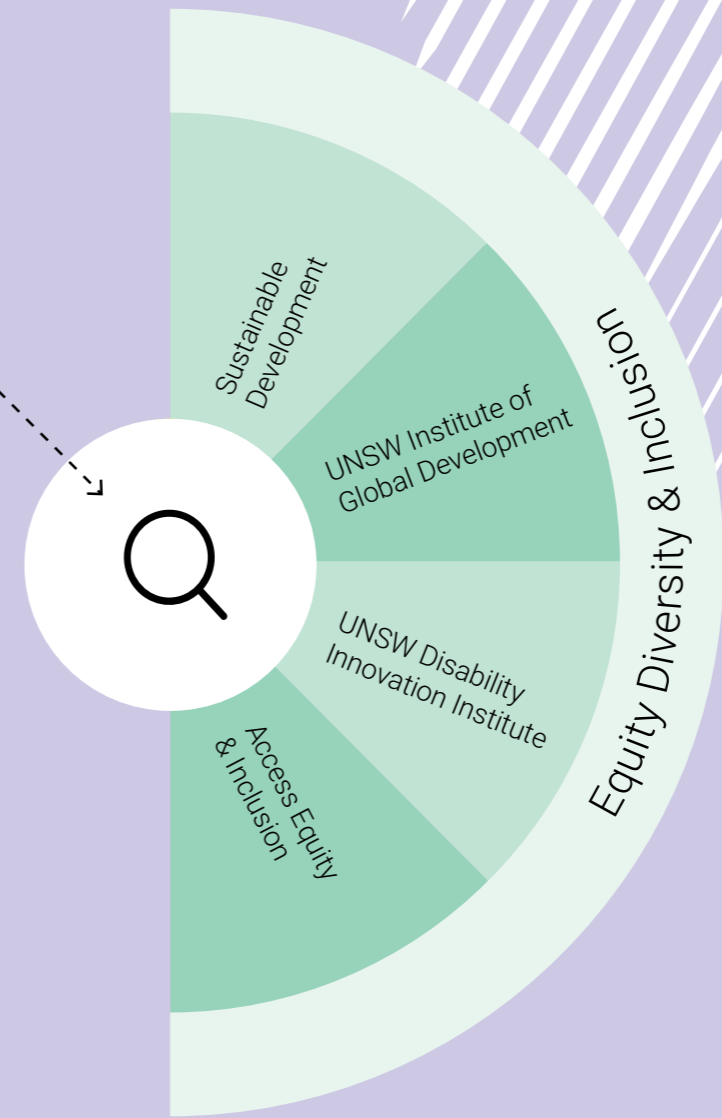 Sustainable
Development
UNSW Institute of
Global Development
UNSW Disability
Innovation Institute
Access Equity
& Inclusion
Equity Diversity & Inclusion